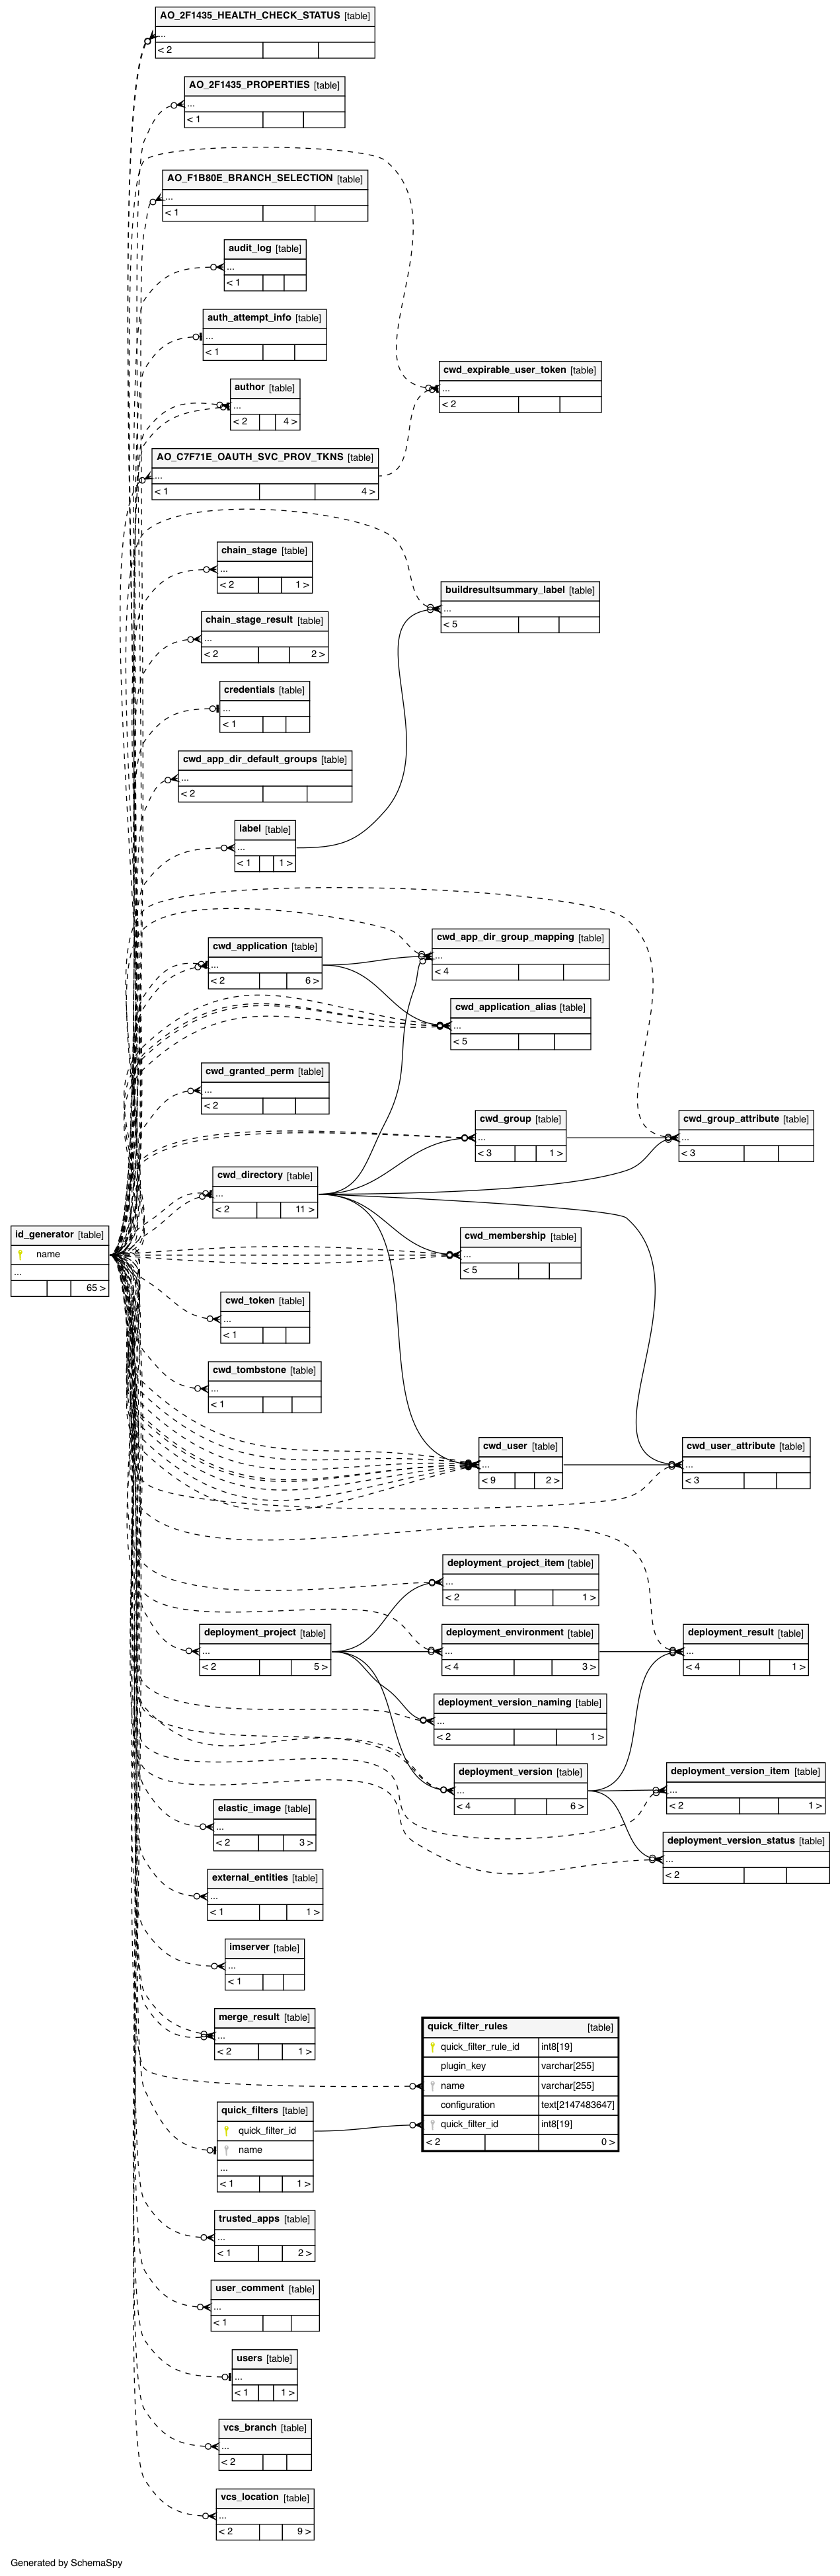 AO_2F1435_HEALTH_CHECK_STATUS [table]
...
< 2
AO_2F1435_PROPERTIES [table]
...
< 1
AO_F1B80E_BRANCH_SELECTION [table]
...
< 1
audit_log [table]
...
< 1
auth_attempt_info [table]
...
< 1
cwd_expirable_user_token [table]
...
< 2
author [table]
...
< 2 4 >
AO_C7F71E_OAUTH_SVC_PROV_TKNS [table]
...
< 1 4 >
chain_stage [table]
...
< 2 1 >
buildresultsummary_label [table]
...
< 5
chain_stage_result [table]
...
< 2 2 >
credentials [table]
...
< 1
cwd_app_dir_default_groups [table]
...
< 2
label [table]
...
< 1 1 >
cwd_application [table]
...
< 2 6 >
cwd_app_dir_group_mapping [table]
...
< 4
cwd_application_alias [table]
...
< 5
cwd_granted_perm [table]
...
< 2
cwd_group [table]
...
< 3 1 >
cwd_group_attribute [table]
...
< 3
cwd_directory [table]
...
< 2 11 >
id_generator [table]
name
...
65 >
cwd_membership [table]
...
< 5
cwd_token [table]
...
< 1
cwd_tombstone [table]
...
< 1
cwd_user [table]
...
< 9 2 >
cwd_user_attribute [table]
...
< 3
deployment_project_item [table]
...
< 2 1 >
deployment_project [table]
...
< 2 5 >
deployment_environment [table]
...
< 4 3 >
deployment_result [table]
...
< 4 1 >
deployment_version_naming [table]
...
< 2 1 >
deployment_version [table]
...
< 4 6 >
deployment_version_item [table]
...
< 2 1 >
elastic_image [table]
...
< 2 3 >
deployment_version_status [table]
...
< 2
external_entities [table]
...
< 1 1 >
imserver [table]
...
< 1
merge_result [table]
...
< 2 1 >
quick_filter_rules [table]
quick_filter_rule_id int8[19]
plugin_key varchar[255]
name varchar[255]
configuration text[2147483647]
quick_filter_id int8[19]
< 2 0 >
quick_filters [table]
quick_filter_id
name
...
< 1 1 >
trusted_apps [table]
...
< 1 2 >
user_comment [table]
...
< 1
users [table]
...
< 1 1 >
vcs_branch [table]
...
< 2
vcs_location [table]
...
< 2 9 >
Generated by SchemaSpy